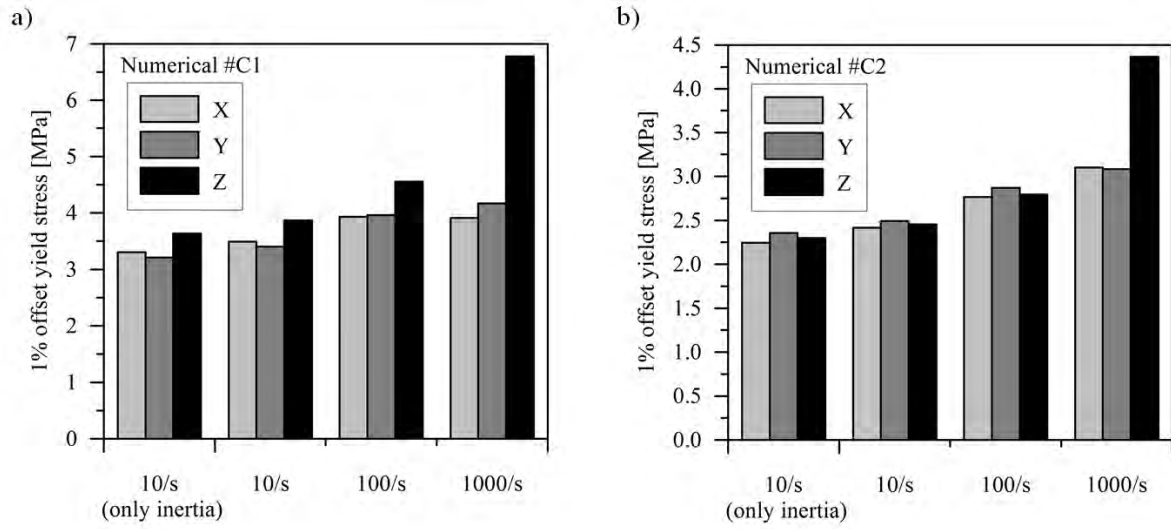 a)
1% offset yield stress [MPa]
7
6
5
4
3
2
1
0
Numerical #C1
X
Y
Z
10/s
(only inertia)
10/s
100/s
1000/s
b)
1% offset yield stress [MPa]
4.5
4.0
3.5
3.0
2.5
2.0
1.5
1.0
0.5
0.0
Numerical #C2
X
Y
Z
10/s
(only inertia)
10/s
100/s
1000/s